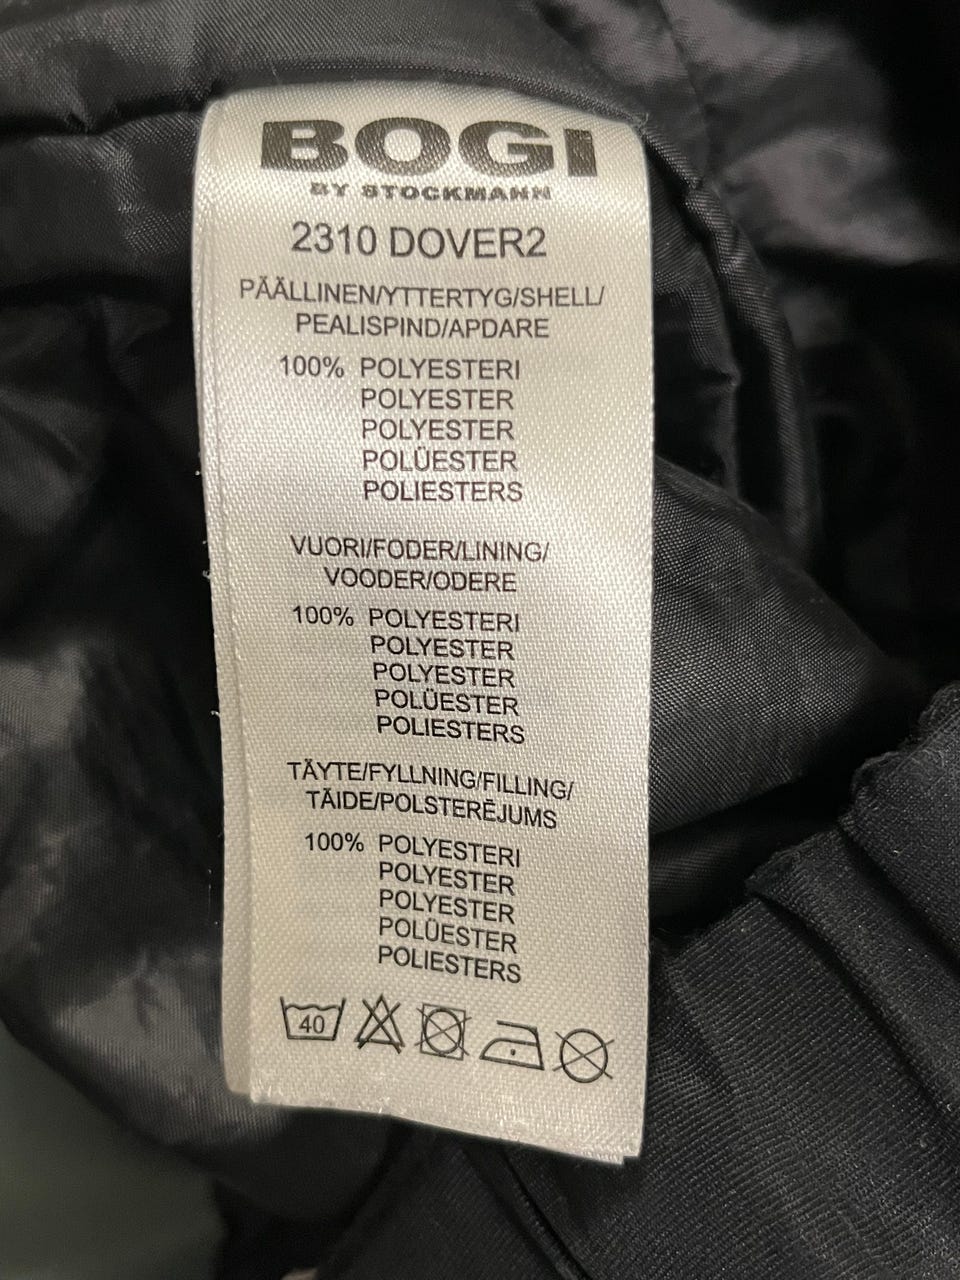 BOGI
BY STOCKMANN
2310 DOVER2
PÄÄLLINEN/YTTERTYG/SHELL/
PEALISPIND/APDARE
100% POLYESTERI
POLYESTER
POLYESTER
POLÜESTER
POLIESTERS
VUORI/FODER/LINING/
VOODER/ODERE
100% POLYESTERI
POLYESTER
POLYESTER
POLÜESTER
POLIESTERS
TÄYTE/FYLLNING/FILLING/
TÄIDE/POLSTERĒJUMS
100% POLYESTERI
POLYESTER
POLYESTER
POLÜESTER
POLIESTERS
40